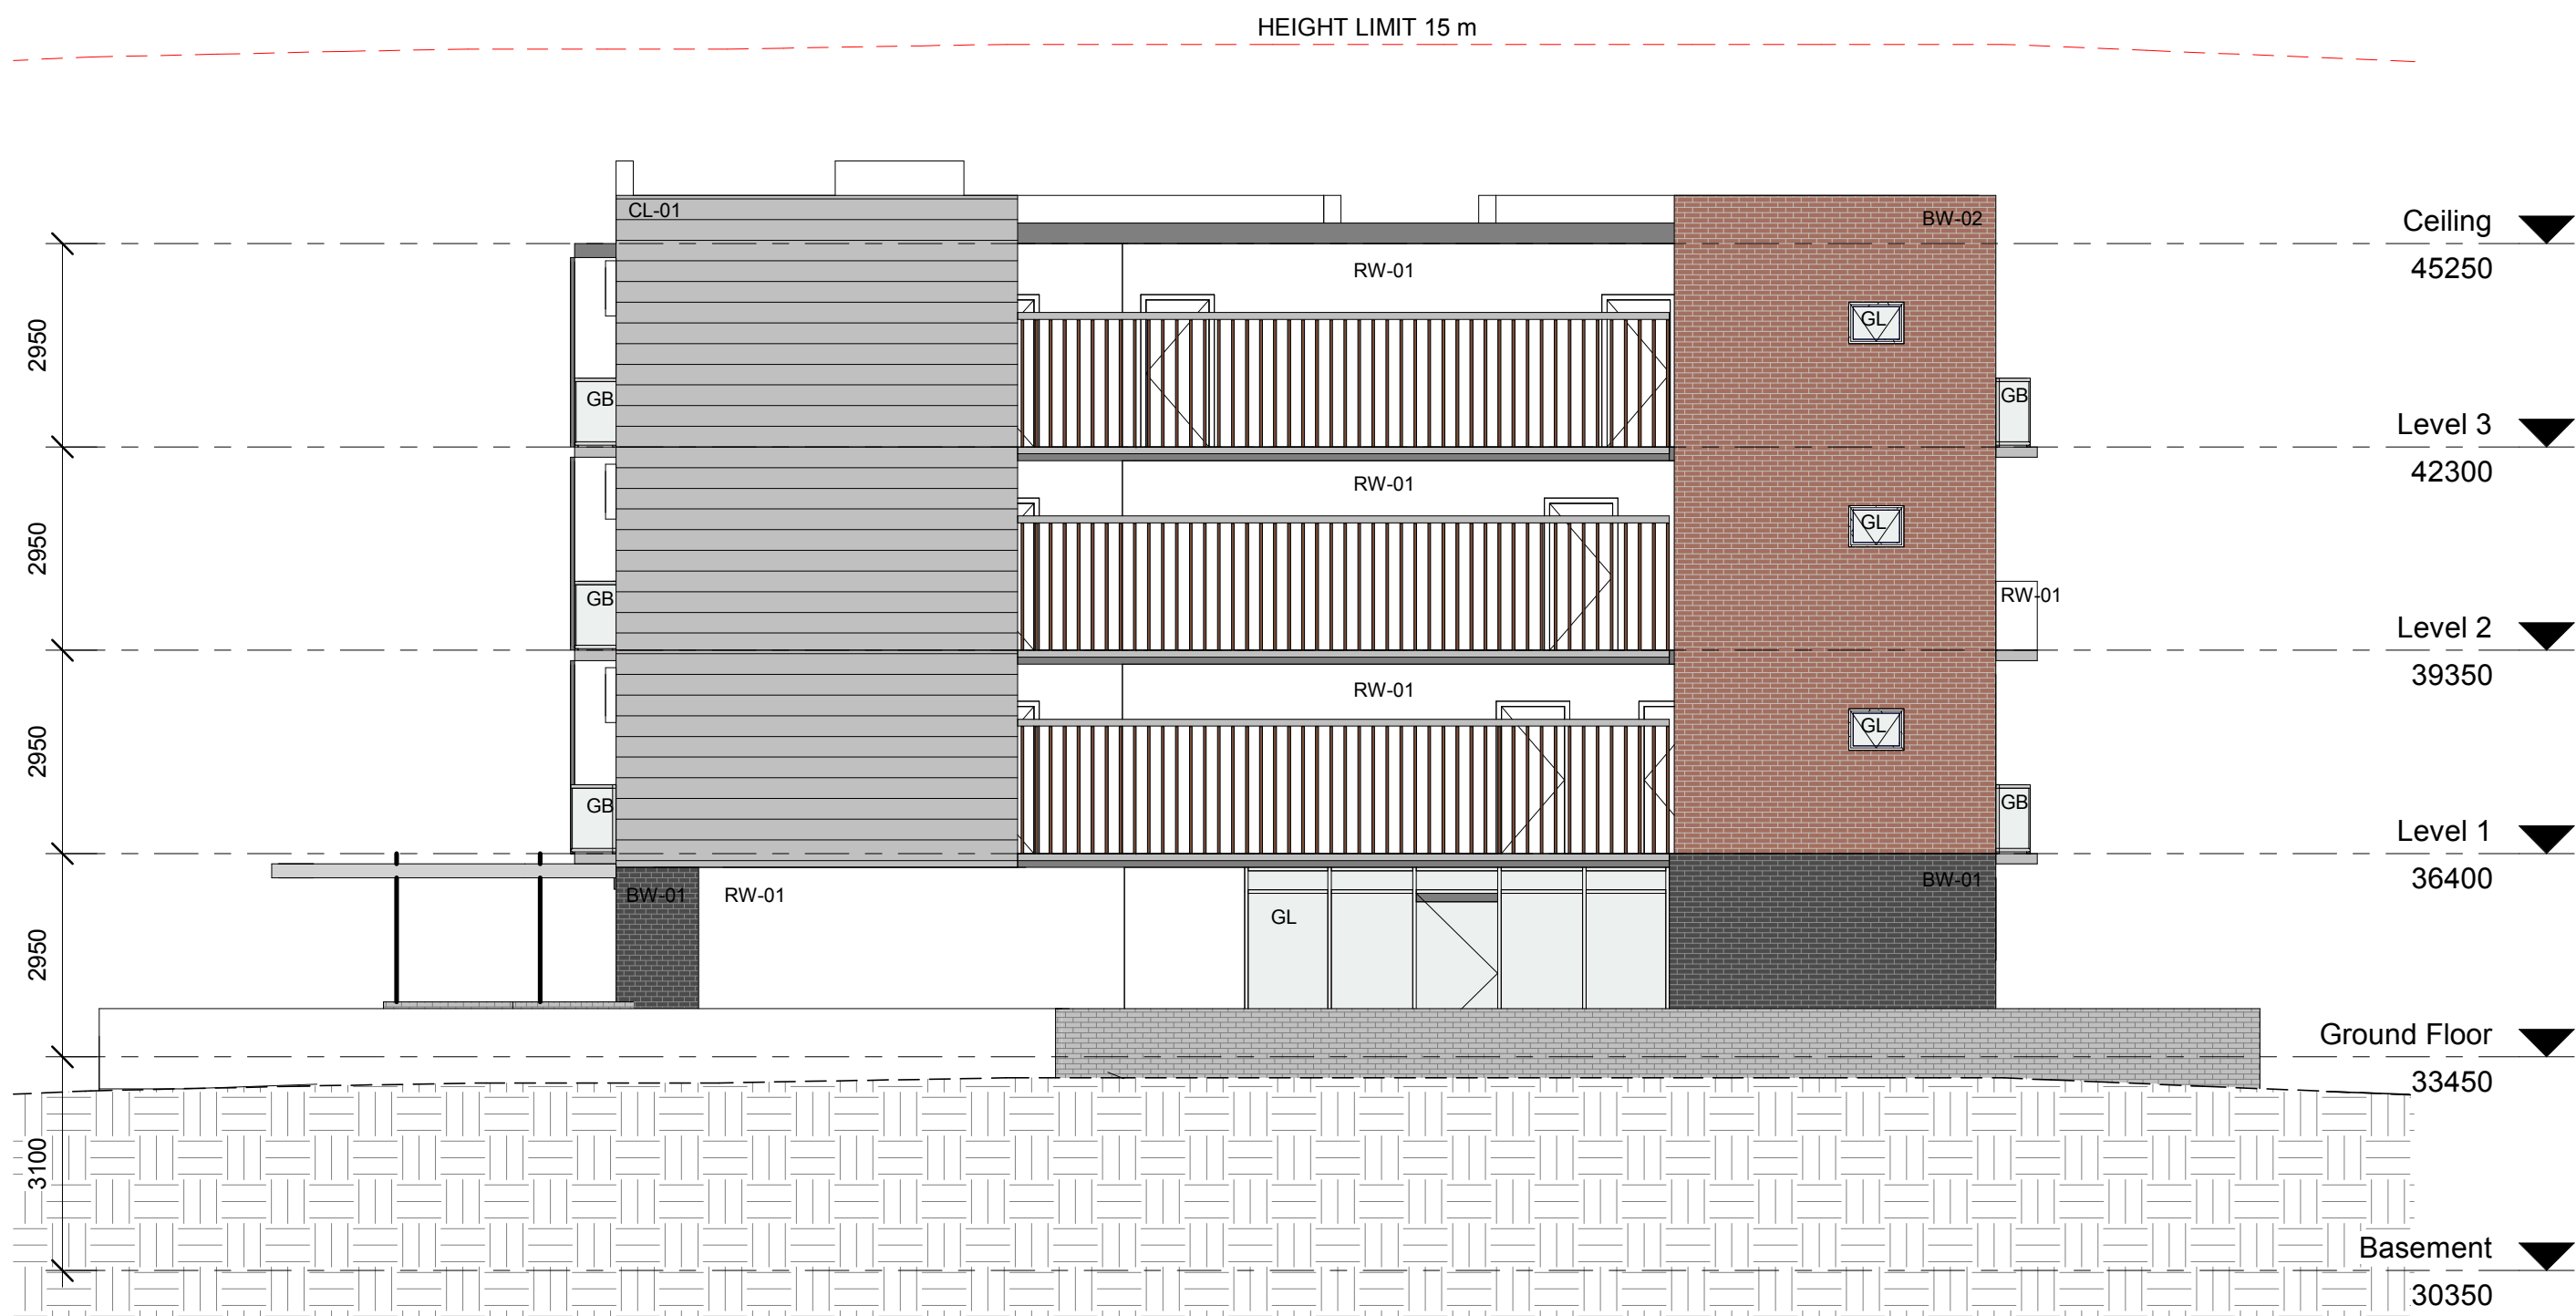 HEIGHT LIMIT 15 m
CL-01
BW-02
Ceiling
45250
RW-01
2950
GL
GB
GB
Level 3
42300
RW-01
GL
2950
GB
RW-01
Level 2
39350
RW-01
GL
2950
GB
GB
Level 1
36400
BW-01
RW-01
GL
BW-01
2950
Ground Floor
33450
3100
Basement
30350